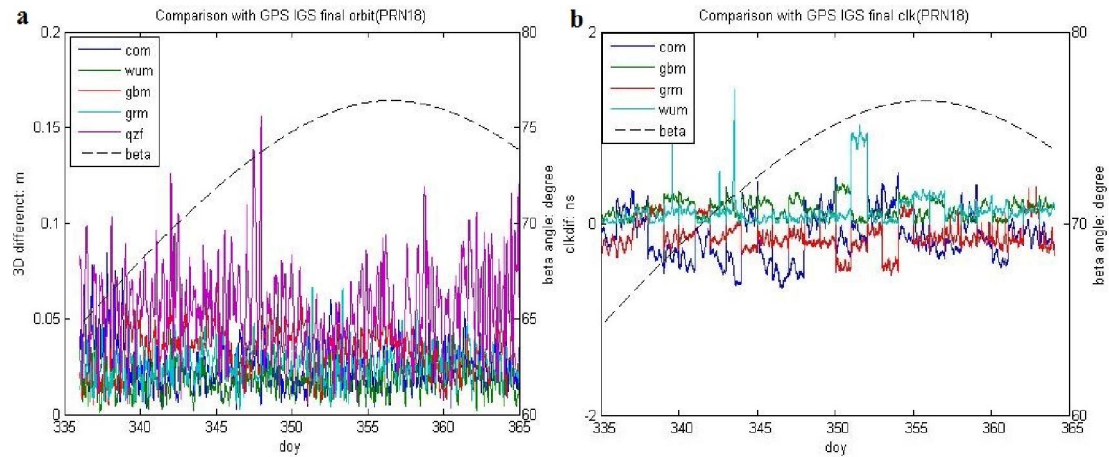 a
Comparison with GPS IGS final orbit(PRN18)
3D differenct: m
0.2
0.15
0.1
0.05
0
com
wum
gbm
grm
qzf
beta
80
75
70
65
60
beta angle: degree
335
340
345
350
355
360
365
doy
b
Comparison with GPS IGS final clk(PRN18)
clkdif: ns
2
0
-2
com
gbm
grm
wum
beta
80
75
70
65
60
beta angle: degree
335
340
345
350
355
360
365
doy